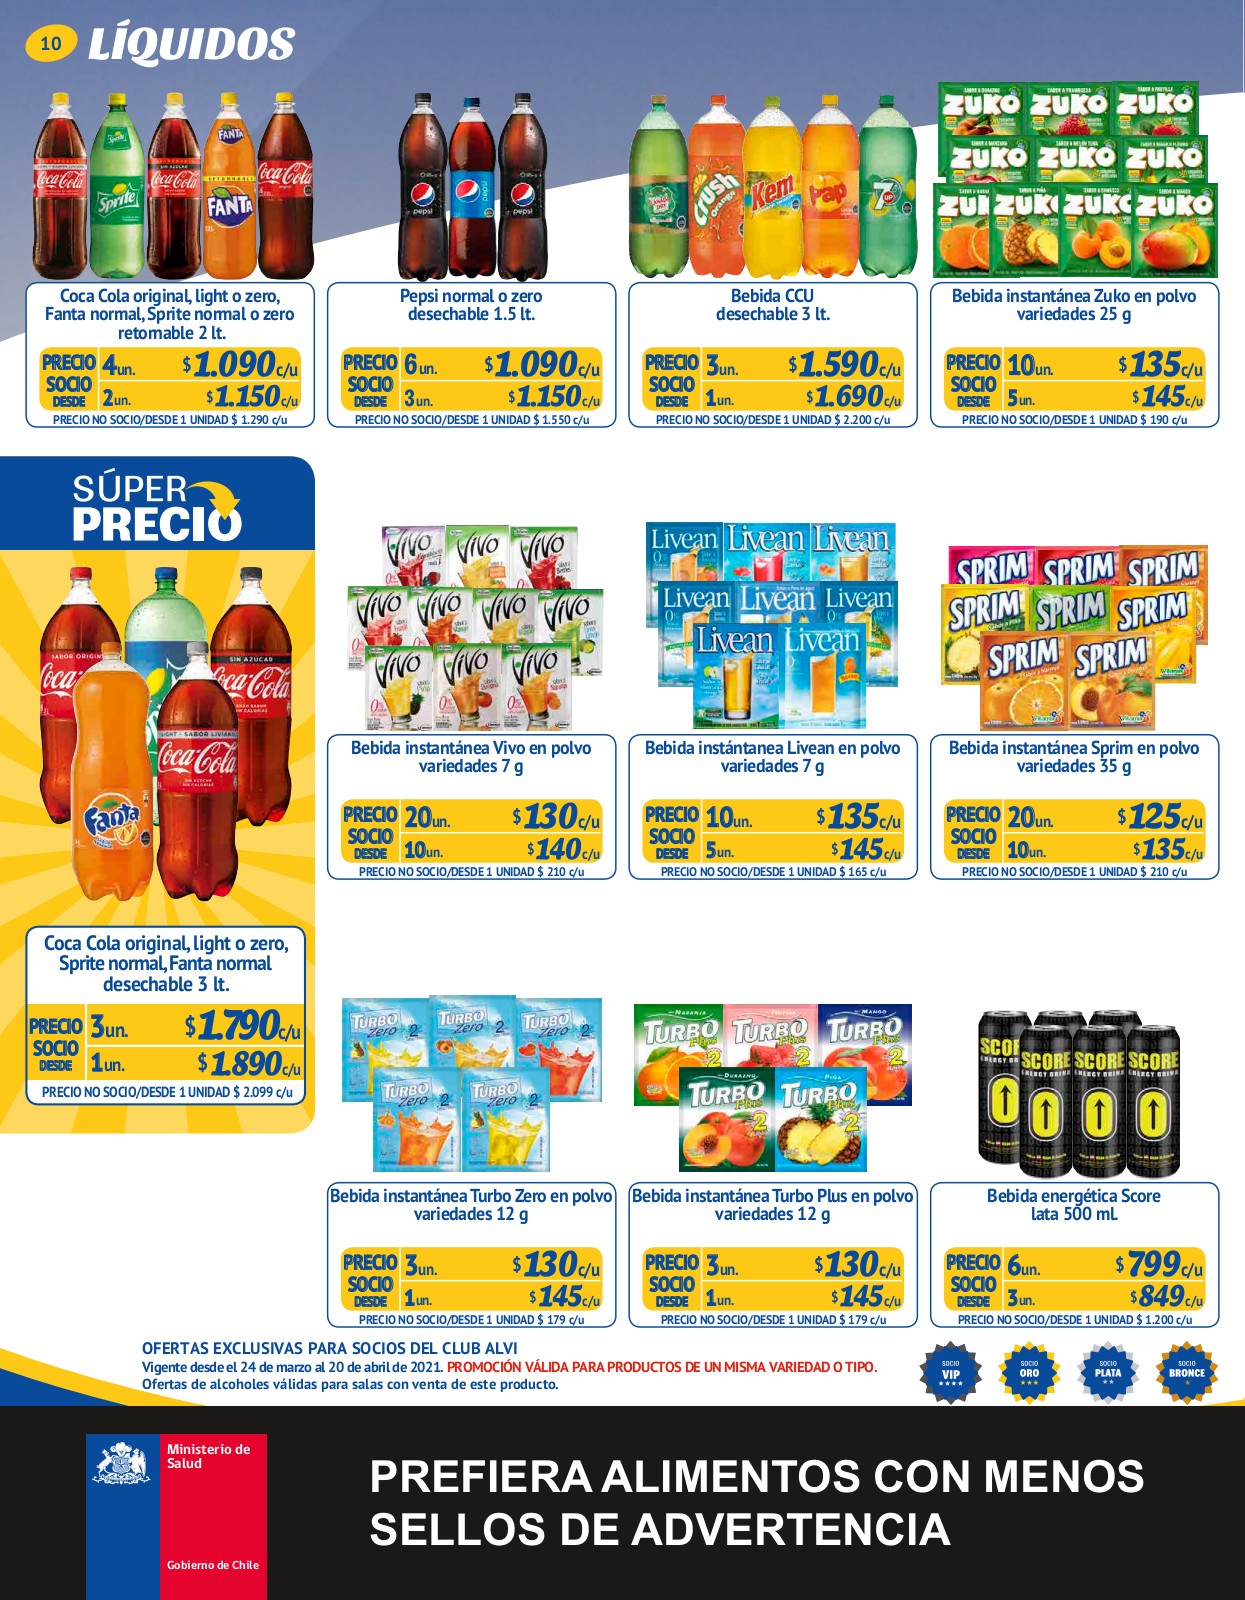 10
LÍQUIDOS
Coca Cola original, light o zero,
Fanta normal, Sprite normal o zero
retornable 2 lt.
PRECIO SOCIO DESDE
4un. $1.090c/u
2un. $1.150c/u
PRECIO NO SOCIO/DESDE 1 UNIDAD $ 1.290 c/u
Pepsi normal o zero
desechable 1.5 lt.
PRECIO SOCIO DESDE
6un. $1.090c/u
3un. $1.150c/u
PRECIO NO SOCIO/DESDE 1 UNIDAD $ 1.550 c/u
Bebida CCU
desechable 3 lt.
PRECIO SOCIO DESDE
3un. $1.590c/u
1un. $1.690c/u
PRECIO NO SOCIO/DESDE 1 UNIDAD $ 2.200 c/u
Bebida instantánea Zuko en polvo
variedades 25 g
PRECIO SOCIO DESDE
10un. $135c/u
5un. $145c/u
PRECIO NO SOCIO/DESDE 1 UNIDAD $ 190 c/u
SÚPER
PRECIO
Coca Cola original, light o zero,
Sprite normal, Fanta normal
desechable 3 lt.
PRECIO SOCIO DESDE
3un. $1.790c/u
1un. $1.890c/u
PRECIO NO SOCIO/DESDE 1 UNIDAD $ 2.099 c/u
Bebida instantánea Vivo en polvo
variedades 7 g
PRECIO SOCIO DESDE
20un. $130c/u
10un. $140c/u
PRECIO NO SOCIO/DESDE 1 UNIDAD $ 210 c/u
Bebida instántanea Livean en polvo
variedades 7 g
PRECIO SOCIO DESDE
10un. $135c/u
5un. $145c/u
PRECIO NO SOCIO/DESDE 1 UNIDAD $ 165 c/u
Bebida instantánea Sprim en polvo
variedades 35 g
PRECIO SOCIO DESDE
20un. $125c/u
10un. $135c/u
PRECIO NO SOCIO/DESDE 1 UNIDAD $ 210 c/u
Bebida instantánea Turbo Zero en polvo
variedades 12 g
PRECIO SOCIO DESDE
3un. $130c/u
1un. $145c/u
PRECIO NO SOCIO/DESDE 1 UNIDAD $ 179 c/u
Bebida instantánea Turbo Plus en polvo
variedades 12 g
PRECIO SOCIO DESDE
3un. $130c/u
1un. $145c/u
PRECIO NO SOCIO/DESDE 1 UNIDAD $ 179 c/u
Bebida energética Score
lata 500 ml.
PRECIO SOCIO DESDE
6un. $799c/u
3un. $849c/u
PRECIO NO SOCIO/DESDE 1 UNIDAD $ 1.200 c/u
OFERTAS EXCLUSIVAS PARA SOCIOS DEL CLUB ALVI
Vigente desde el 24 de marzo al 20 de abril de 2021. PROMOCIÓN VÁLIDA PARA PRODUCTOS DE UN MISMA VARIEDAD O TIPO.
Ofertas de alcoholes válidas para salas con venta de este producto.
SOCIO VIP
SOCIO ORO
SOCIO PLATA
SOCIO BRONCE
Ministerio de
Salud
Gobierno de Chile
PREFIERA ALIMENTOS CON MENOS
SELLOS DE ADVERTENCIA